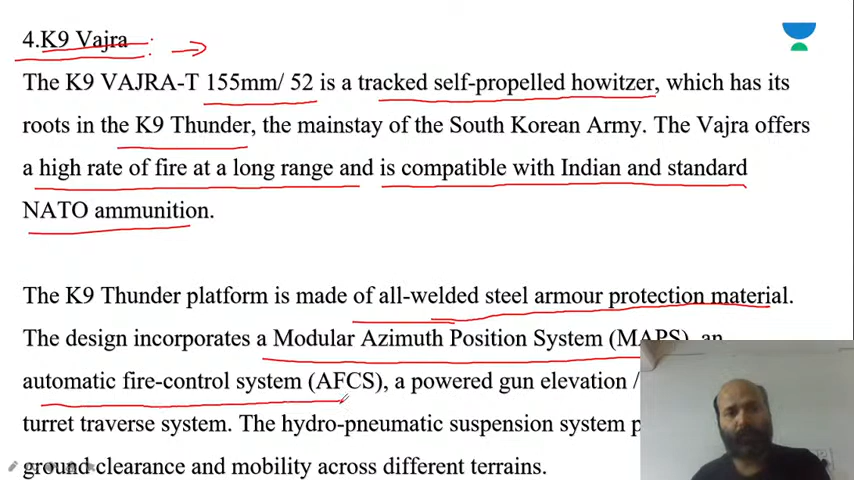 4.K9 Vajra
The K9 VAJRA-T 155mm/ 52 is a tracked self-propelled howitzer, which has its
roots in the K9 Thunder, the mainstay of the South Korean Army. The Vajra offers
a high rate of fire at a long range and is compatible with Indian and standard
NATO ammunition.
The K9 Thunder platform is made of all-welded steel armour protection material.
The design incorporates a Modular Azimuth Position System (MAPS), an
automatic fire-control system (AFCS), a powered gun elevation /
turret traverse system. The hydro-pneumatic suspension system
ground clearance and mobility across different terrains.